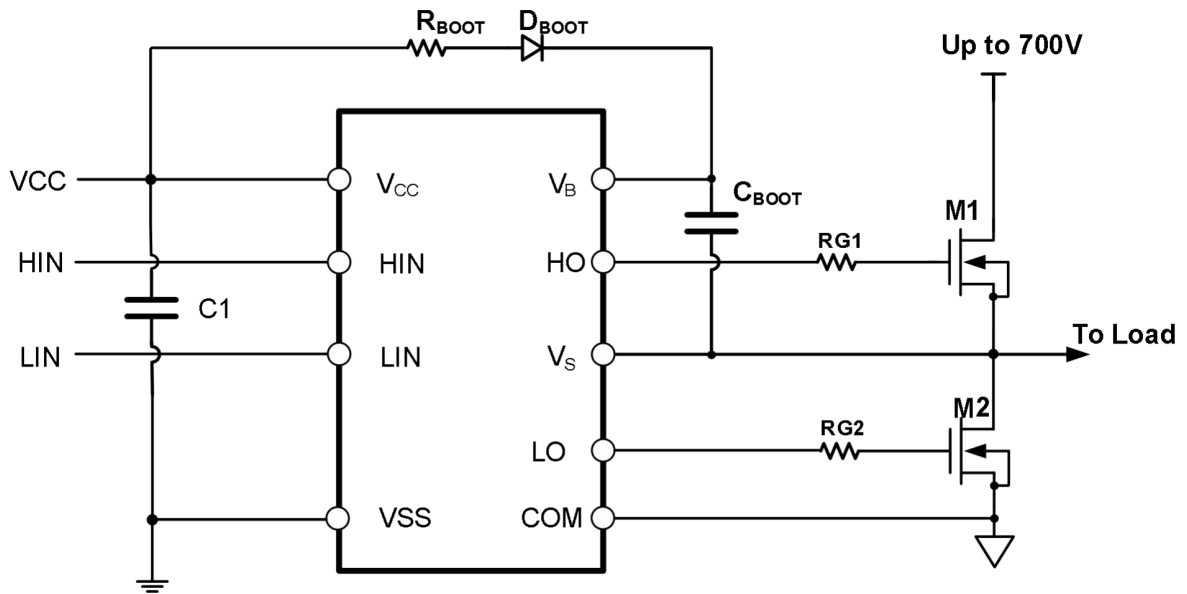 RBOOT
DBOOT
Up to 700V
VCC
VCC
VB
CBOOT
M1
HIN
HIN
HO
RG1
C1
To Load
LIN
LIN
VS
M2
RG2
LO
VSS
COM